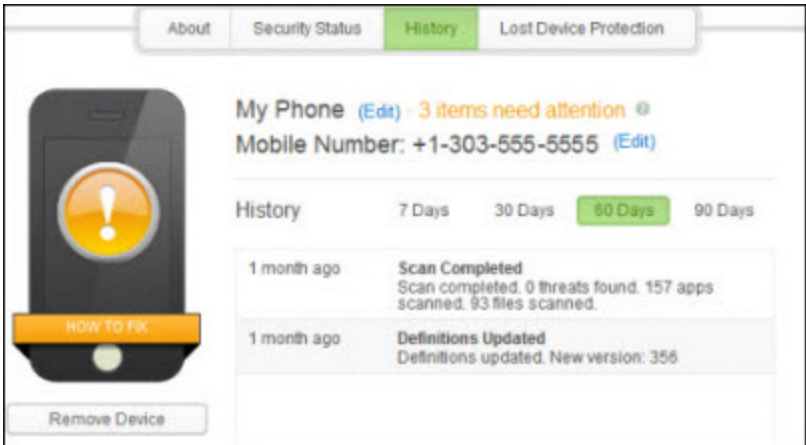 About Security Status History Lost Device Protection
My Phone (Edit) - 3 items need attention ?
Mobile Number: +1-303-555-5555 (Edit)
History 7 Days 30 Days 60 Days 90 Days
1 month ago Scan Completed
Scan completed. 0 threats found. 157 apps
scanned. 93 files scanned.
HOW TO FIX
1 month ago Definitions Updated
Definitions updated. New version: 356
Remove Device